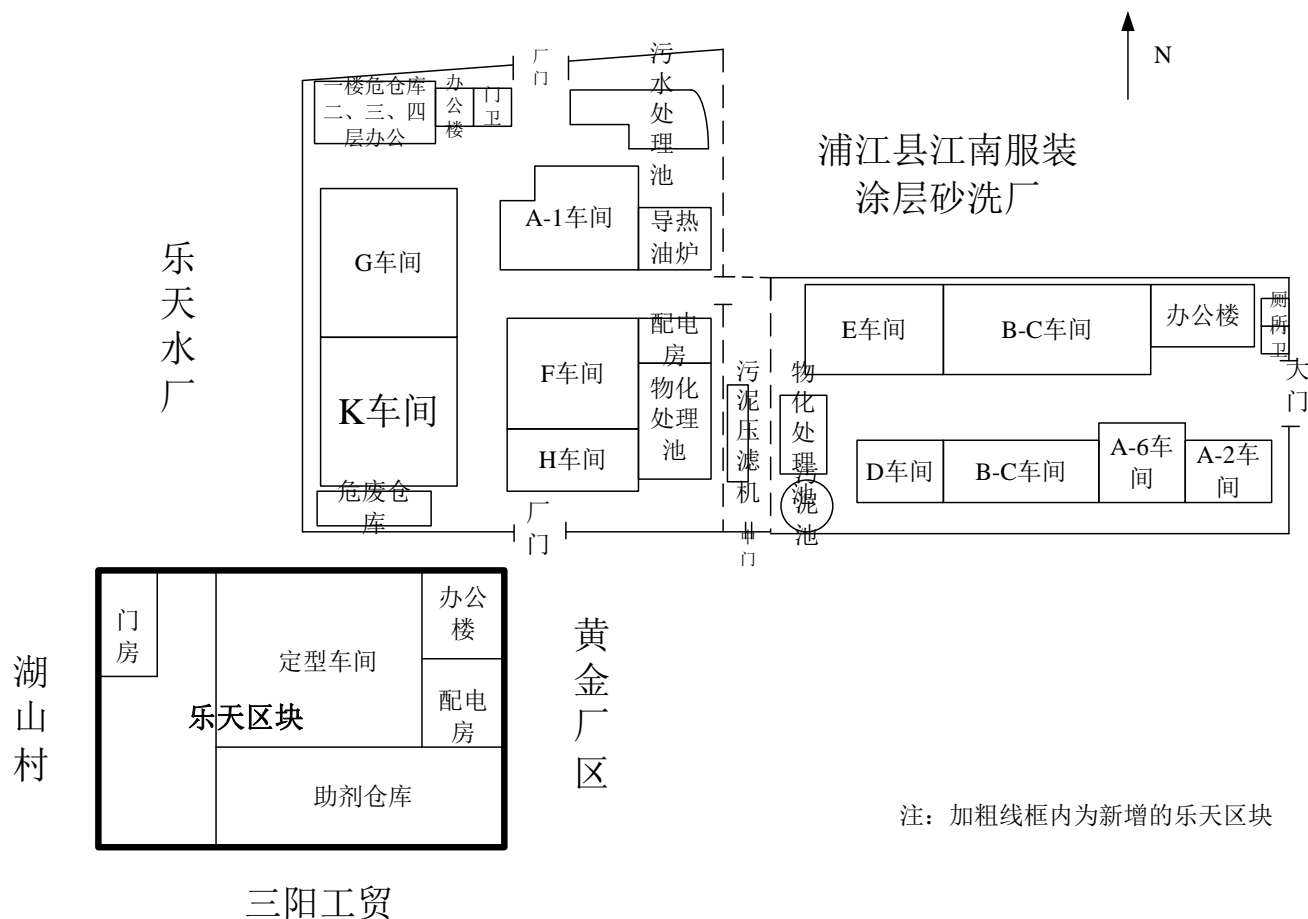 N
厂门
一楼危仓库
二、三、四
层办公
办公楼
门卫
污水处理池
浦江县江南服装
涂层砂洗厂
A-1车间
导热
油炉
G车间
乐天水厂
E车间
B-C车间
办公楼
厕所
卫
配电
房
F车间
物化
处理
池
污泥压滤机
物化处理池
大门
K车间
H车间
D车间
B-C车间
A-6车
间
A-2车
间
污泥池
危废仓
库
厂门
门
门房
办公
楼
定型车间
配电
房
乐天区块
助剂仓库
湖山村
黄金厂区
注：加粗线框内为新增的乐天区块
三阳工贸